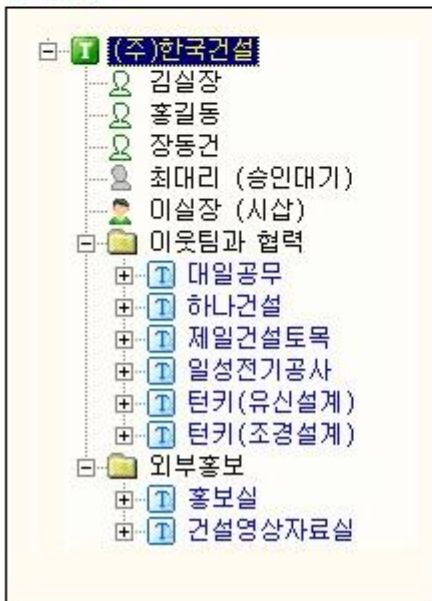 (주)한국건설
김실장
홍길동
장동건
최대리 (승인대기)
이실장 (시삽)
이웃팀과 협력
대일공무
하나건설
제일건설토목
일성전기공사
턴키(유신설계)
턴키(조경설계)
외부홍보
홍보실
건설영상자료실